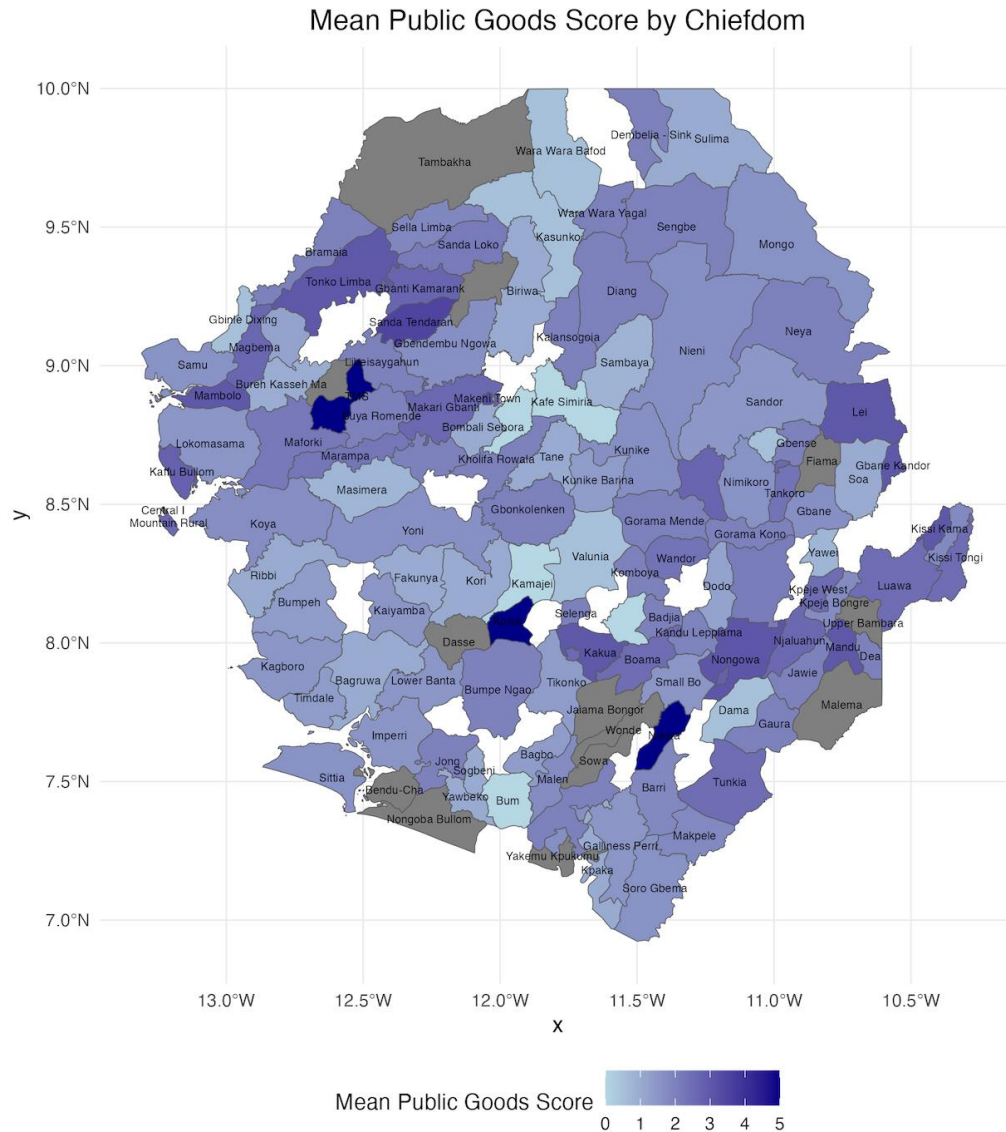 Mean Public Goods Score by Chiefdom
10.0°N
Dembelia - Sink
Sulima
Wara Wara Bafod
Tambakha
9.5°N
Wara Wara Yagal
Sella Limba
Sengbe
Kasunko
Sanda Loko
Mongo
Bramaia
Tonko Limba
Gbanti Kamarank
Biriwa
Diang
Gbinle Dixing
Sanda Tendaran
Neya
Magbema
Gbendembu Ngowa
Kalansogoia
Nieni
9.0°N
Samu
Libeisaygahun
Sambaya
Bureh Kasseh Ma
Mambolo
Makeni Town
Kafe Simiria
Sandor
Makari Gbanti
Lei
Buya Romende
Bombali Sebora
Lokomasama
Maforki
Gbense
Kunike
Marampa
Kholifa Rowala
Tane
Fiama
Gbane Kandor
Kaffu Bullom
Kunike Barina
Nimikoro
Soa
Masimera
Tankoro
8.5°N
Central I
Mountain Rural
Gbonkolenken
Gbane
Koya
Yoni
Gorama Mende
Gorama Kono
Kissi Kama
Valunia
Wandor
Yawei
Kissi Tongi
Ribbi
Fakunya
Kori
Kamajei
Komboya
Dodo
Luawa
Bumpeh
Kaiyamba
Selenga
Badjia
Kpeje West
Kpeje Bongre
Upper Bambara
8.0°N
Dasse
Kandu Leppiama
Njaluahun
Kakua
Boama
Nongowa
Mandu
Dea
Kagboro
Bagruwa
Lower Banta
Bumpe Ngao
Tikonko
Small Bo
Jawie
Timdale
Jaiama Bongor
Dama
Malema
Imperri
Wonde
Gaura
7.5°N
Sittia
Jong
Sogbeni
Bagbo
Sowa
Malen
Barri
Tunkia
Bendu-Cha
Yawbeko
Bum
Nongoba Bullom
Makpele
Yakemu Kpukumu
Galliness Perri
Kpaka
Soro Gbema
7.0°N
y
13.0°W
12.5°W
12.0°W
11.5°W
11.0°W
10.5°W
x
Mean Public Goods Score
0 1 2 3 4 5